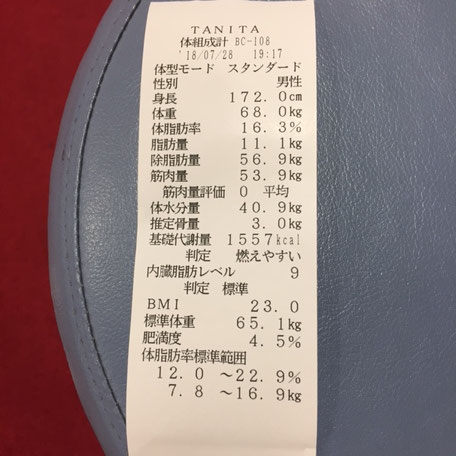 TANITA
体組成計 BC-108
'18/07/28 19:17
体型モード スタンダード
性別 男性
身長 172.0cm
体重 68.0kg
体脂肪率 16.3%
脂肪量 11.1kg
除脂肪量 56.9kg
筋肉量 53.9kg
筋肉量評価 0 平均
体水分量 40.9kg
推定骨量 3.0kg
基礎代謝量 1557kcal
判定 燃えやすい
内臓脂肪レベル 9
判定 標準
BMI 23.0
標準体重 65.1kg
肥満度 4.5%
体脂肪率標準範囲
12.0 ～22.9%
7.8 ～16.9kg